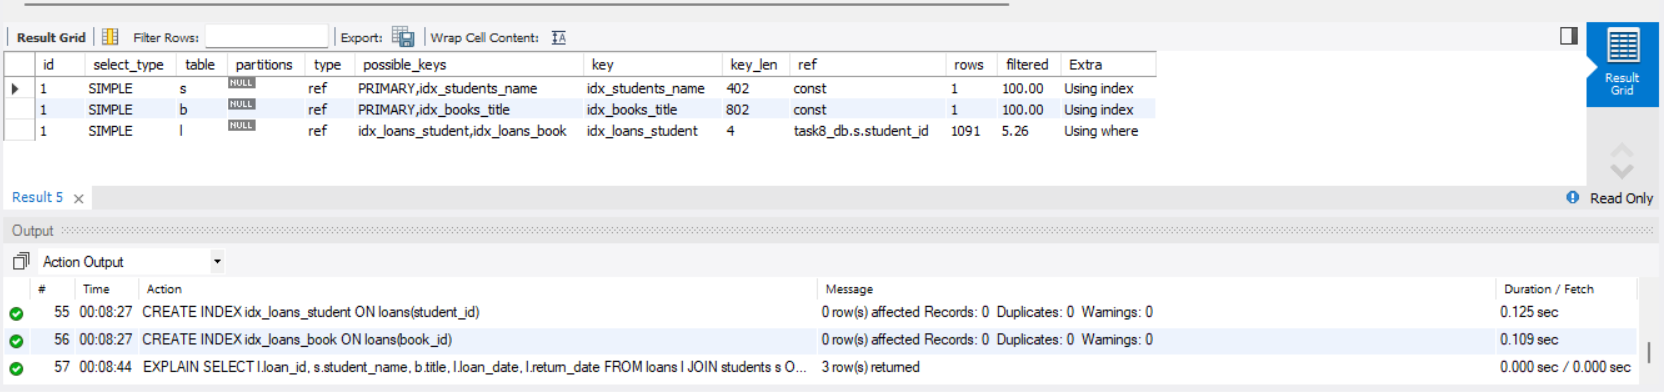 Result Grid Filter Rows: Export: Wrap Cell Content: IA
id select_type table partitions type possible_keys key key_len ref rows filtered Extra
1 SIMPLE s NULL ref PRIMARY,idx_students_name idx_students_name 402 const 1 100.00 Using index
1 SIMPLE b NULL ref PRIMARY,idx_books_title idx_books_title 802 const 1 100.00 Using index
1 SIMPLE l NULL ref idx_loans_student,idx_loans_book idx_loans_student 4 task8_db.s.student_id 1091 5.26 Using where
Result
Grid
Result 5 Read Only
Output
Action Output
# Time Action Message Duration / Fetch
55 00:08:27 CREATE INDEX idx_loans_student ON loans(student_id) 0 row(s) affected Records: 0 Duplicates: 0 Warnings: 0 0.125 sec
56 00:08:27 CREATE INDEX idx_loans_book ON loans(book_id) 0 row(s) affected Records: 0 Duplicates: 0 Warnings: 0 0.109 sec
57 00:08:44 EXPLAIN SELECT l.loan_id, s.student_name, b.title, l.loan_date, l.return_date FROM loans l JOIN students s O... 3 row(s) returned 0.000 sec / 0.000 sec